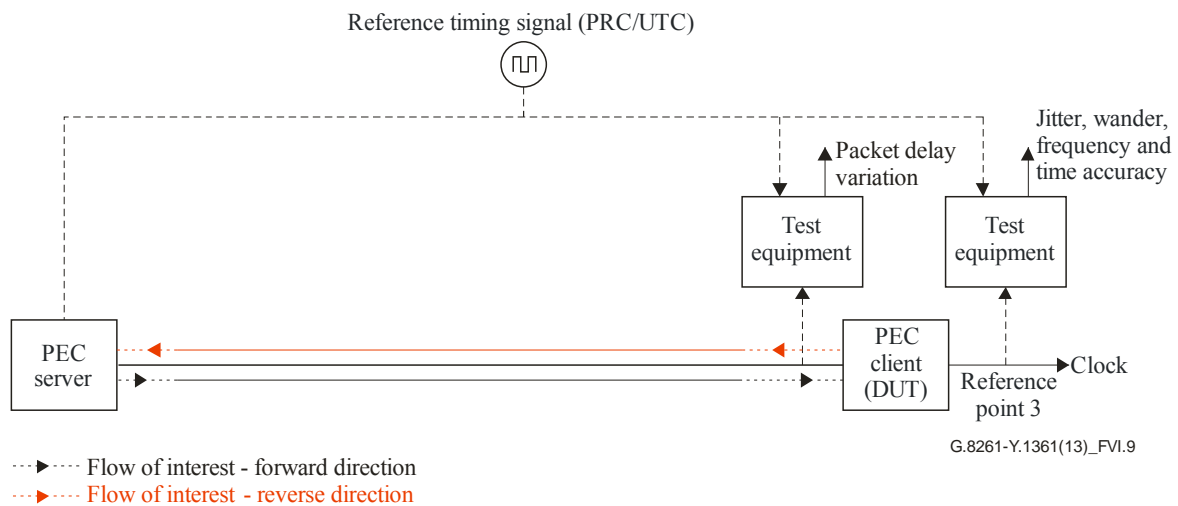 Reference timing signal (PRC/UTC)
Jitter, wander,
frequency and
time accuracy
Packet delay
variation
Test
equipment
Test
equipment
PEC
server
PEC
client
(DUT)
Clock
Reference
point 3
G.8261-Y.1361(13)_FVI.9
Flow of interest - forward direction
Flow of interest - reverse direction